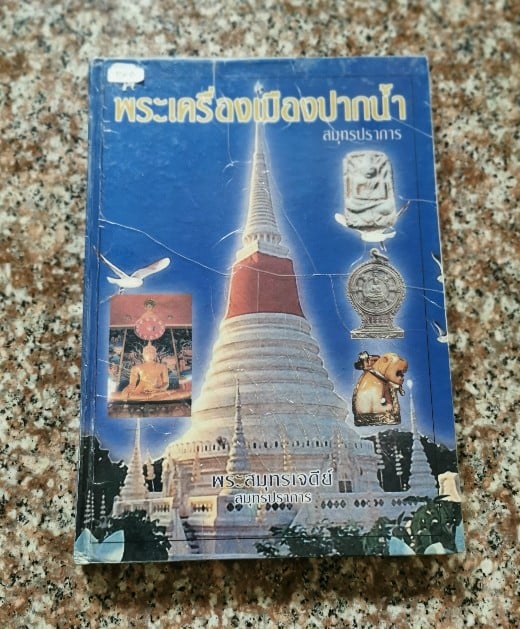 พระเครื่องเมืองปากน้ำ
สมุทรปราการ
พระสมุทรเจดีย์
สมุทรปราการ